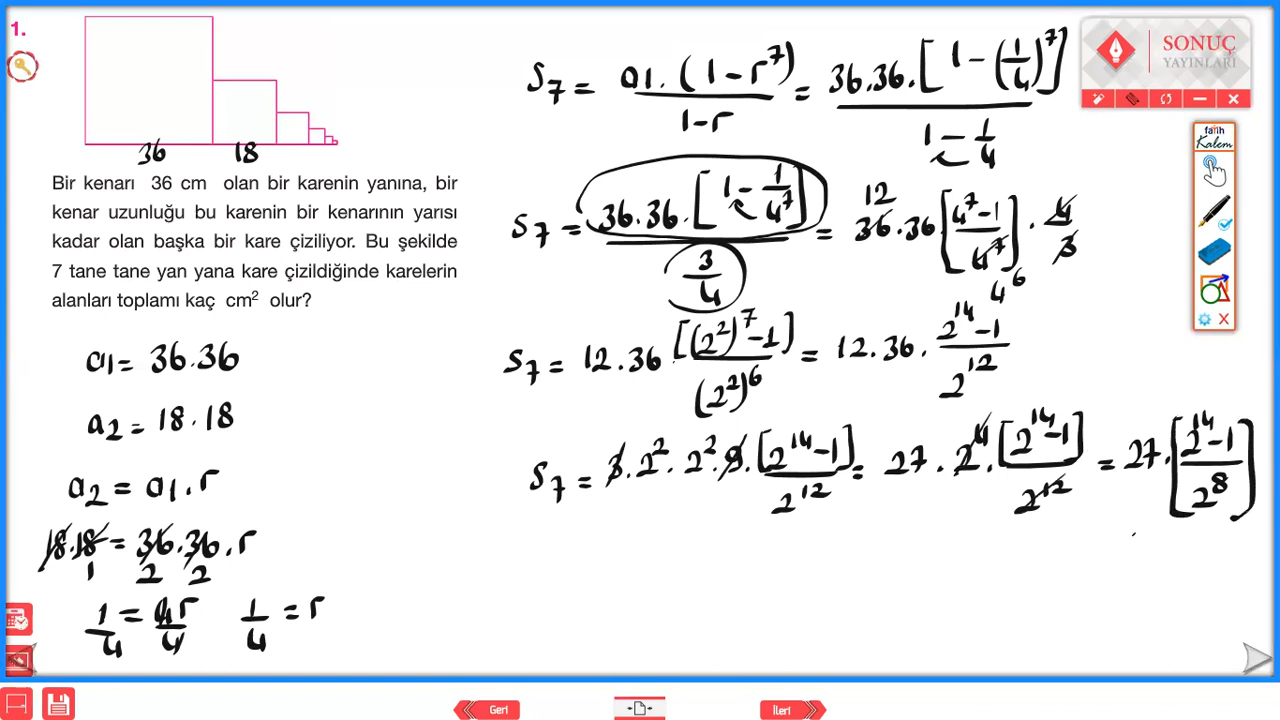 1.
36 18
Bir kenarı 36 cm olan bir karenin yanına, bir
kenar uzunluğu bu karenin bir kenarının yarısı
kadar olan başka bir kare çiziliyor. Bu şekilde
7 tane tane yan yana kare çizildiğinde karelerin
alanları toplamı kaç cm² olur?
a1 = 36.36
a2 = 18.18
a2 = a1.r
18.18 = 36.36.r
1 2 2
1/4 = 4r/4 1/4 = r
S7 = a1.(1-r^7)/(1-r) = 36.36.[1-(1/4)^7]/(1-1/4)
S7 = 36.36.[1-1/4^7]/(3/4) = 36.36[(4^7-1)/4^7].4/3
12
4^6
S7 = 12.36.[(2^2)^7-1]/(2^2)^6 = 12.36.(2^14-1)/2^12
S7 = 3.2^2.2^2.9.[2^14-1]/2^12 = 27.2^4.[2^14-1]/2^12 = 27.[(2^14-1)/2^8]
SONUÇ
YAYINLARI
fatih
Kalem
Geri
İleri